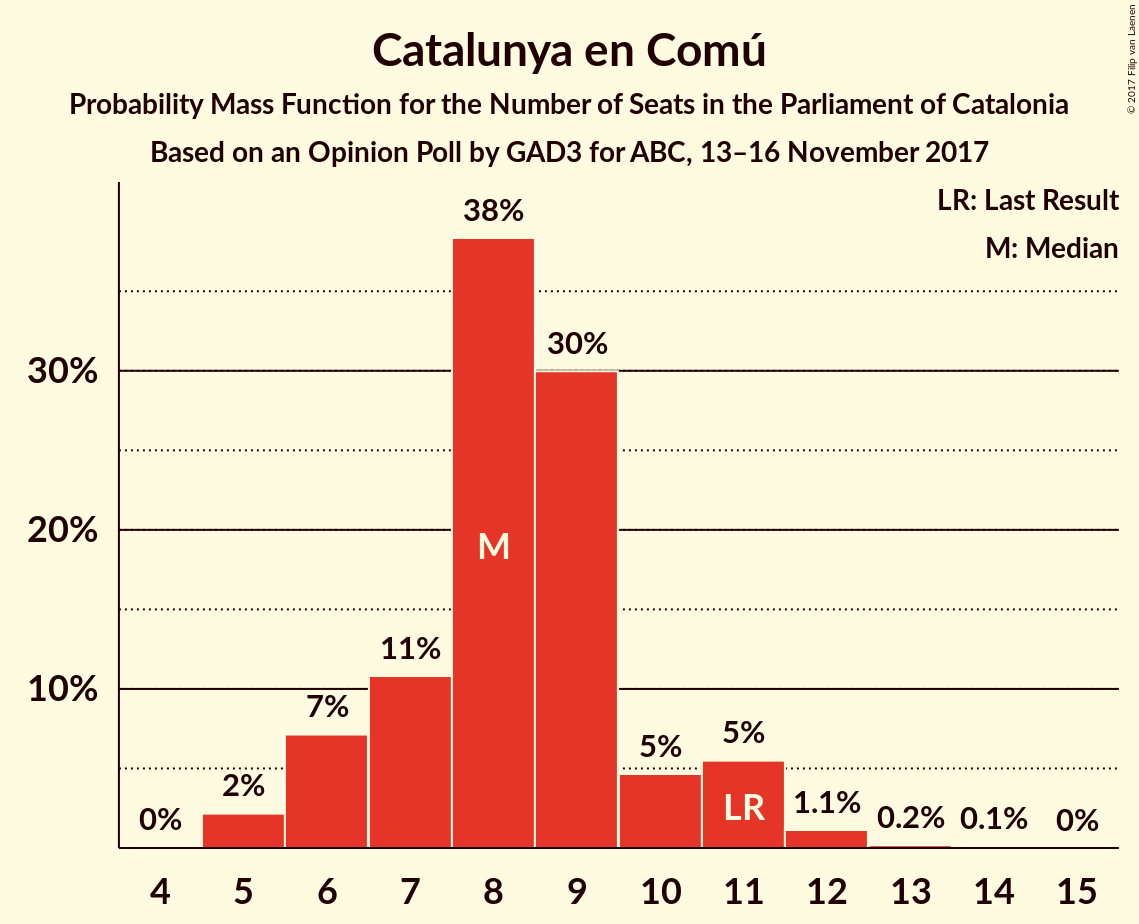 Catalunya en Comú
Probability Mass Function for the Number of Seats in the Parliament of Catalonia
Based on an Opinion Poll by GAD3 for ABC, 13–16 November 2017
© 2017 Filip van Laenen
LR: Last Result
M: Median
38%
30%
30%
20%
M
11%
10%
7%
5%
5%
2%
LR
1.1%
0%
0.2%
0.1%
0%
4 5 6 7 8 9 10 11 12 13 14 15